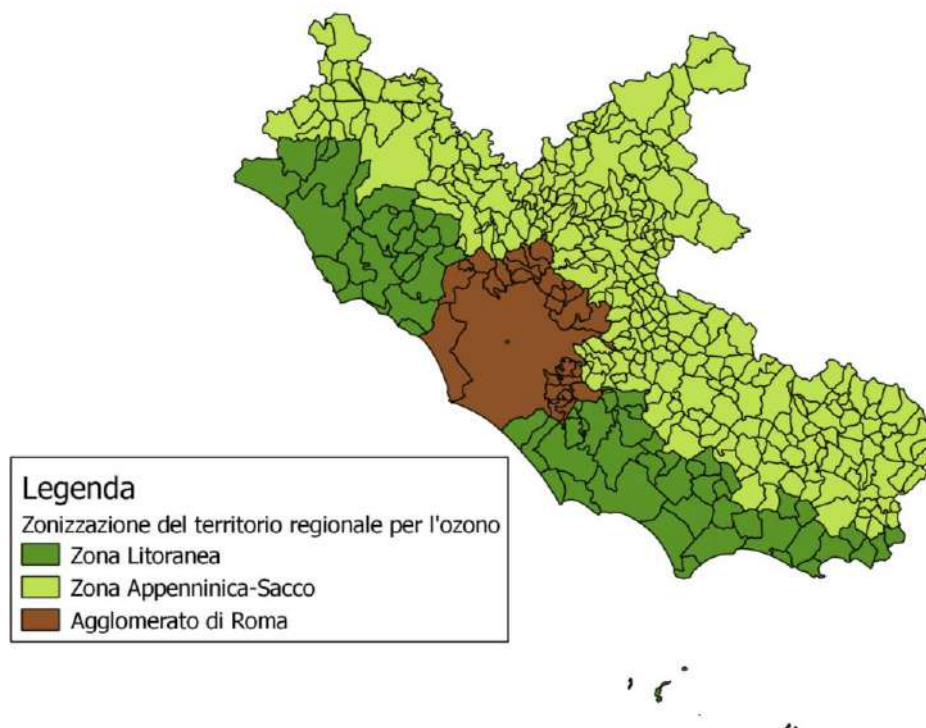 Legenda
Zonizzazione del territorio regionale per l'ozono
Zona Litoranea
Zona Appenninica-Sacco
Agglomerato di Roma